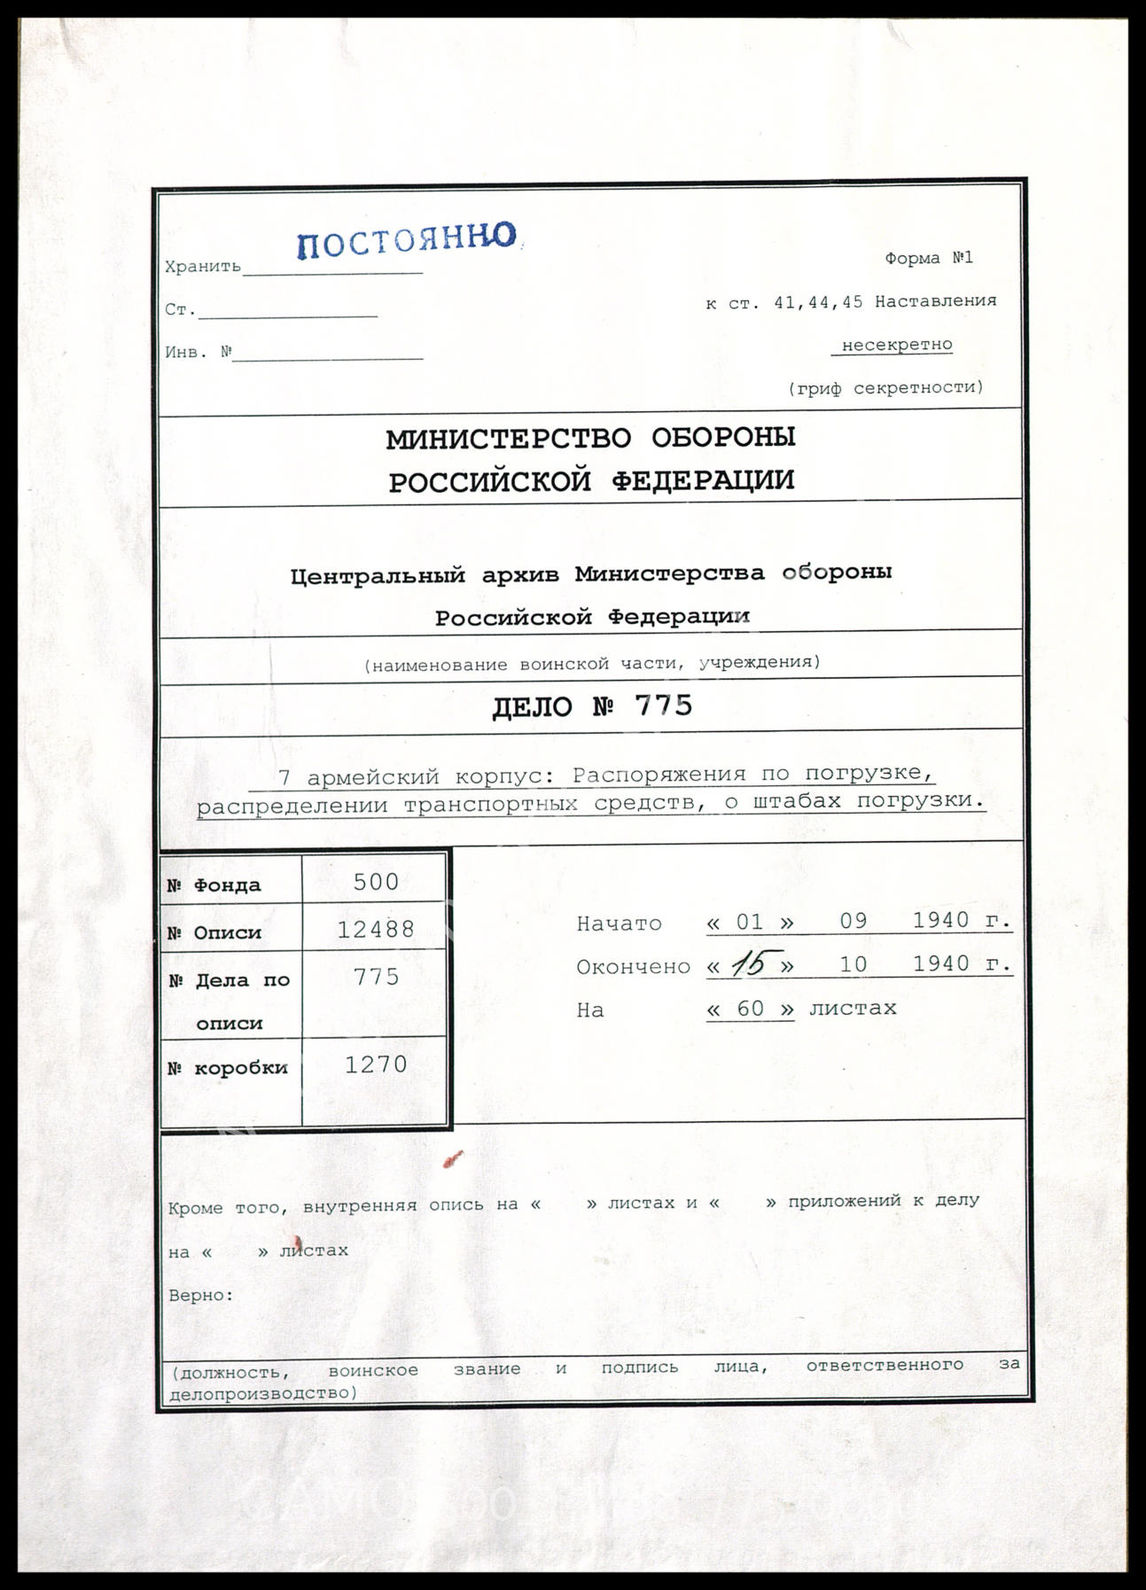 Хранить ПОСТОЯННО
Форма №1
Ст.
к ст. 41,44,45 Наставления
Инв. №
несекретно
(гриф секретности)
МИНИСТЕРСТВО ОБОРОНЫ
РОССИЙСКОЙ ФЕДЕРАЦИИ
Центральный архив Министерства обороны
Российской Федерации
(наименование воинской части, учреждения)
ДЕЛО № 775
7 армейский корпус: Распоряжения по погрузке,
распределении транспортных средств, о штабах погрузки.
№ Фонда 500
№ Описи 12488
№ Дела по 775
описи
№ коробки 1270
Начато « 01 » 09 1940 г.
Окончено « 15 » 10 1940 г.
На « 60 » листах
Кроме того, внутренняя опись на « » листах и « » приложений к делу
на « » листах
Верно:
(должность, воинское звание и подпись лица, ответственного за
делопроизводство)